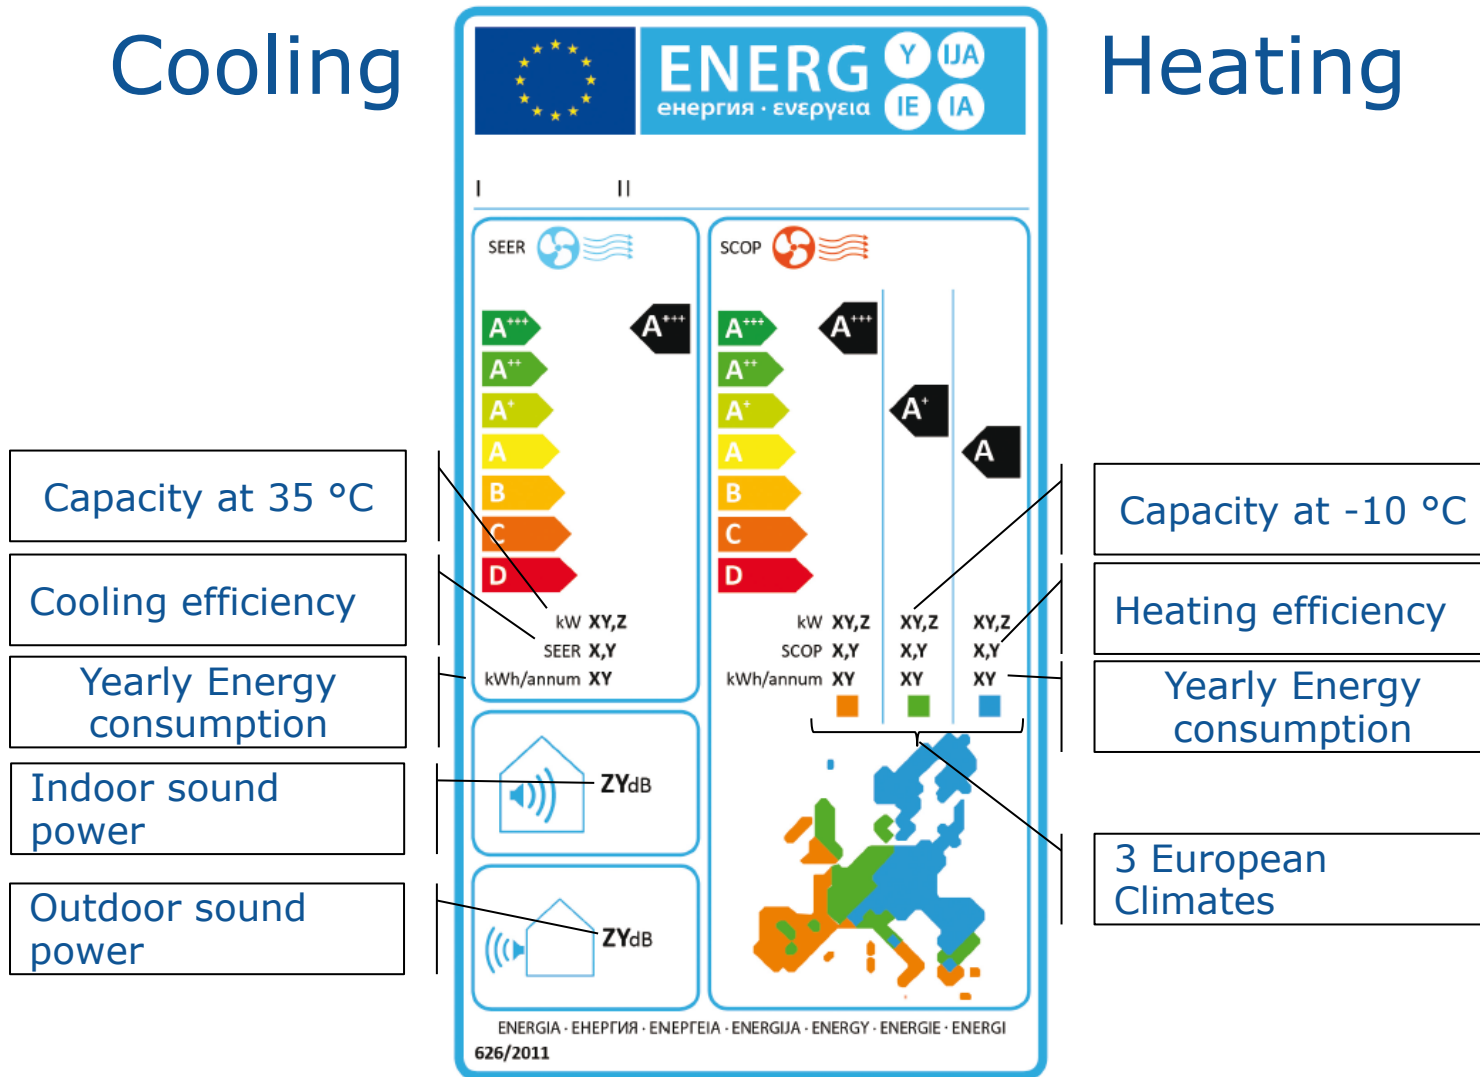 Cooling
Heating
ENERG Y IJA
енергия · ενεργεια IE IA
I II
SEER
A+++ A+++
A++
A+
A
B
C
D
kW XY,Z
SEER X,Y
kWh/annum XY
SCOP
A+++ A+++
A++
A+ A+
A A
B
C
D
kW XY,Z XY,Z XY,Z
SCOP X,Y X,Y X,Y
kWh/annum XY XY XY
ZYdB
ZYdB
ENERGIA · ЕНЕРГИЯ · ΕΝΕΡΓΕΙΑ · ENERGIJA · ENERGY · ENERGIE · ENERGI
626/2011
Capacity at 35 °C
Cooling efficiency
Yearly Energy
consumption
Indoor sound
power
Outdoor sound
power
Capacity at -10 °C
Heating efficiency
Yearly Energy
consumption
3 European
Climates